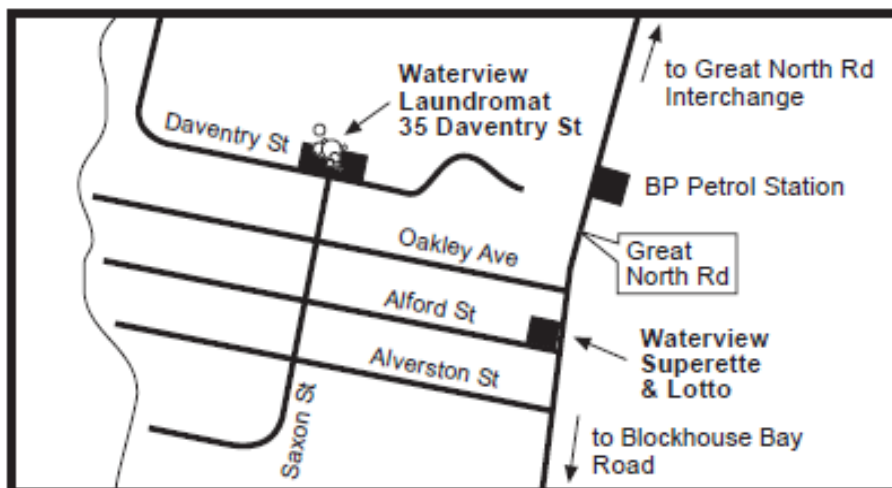 to Great North Rd
Interchange
Waterview
Laundromat
35 Daventry St
Daventry St
BP Petrol Station
Oakley Ave
Great
North Rd
Alford St
Waterview
Superette
& Lotto
Alverston St
Saxon St
to Blockhouse Bay
Road